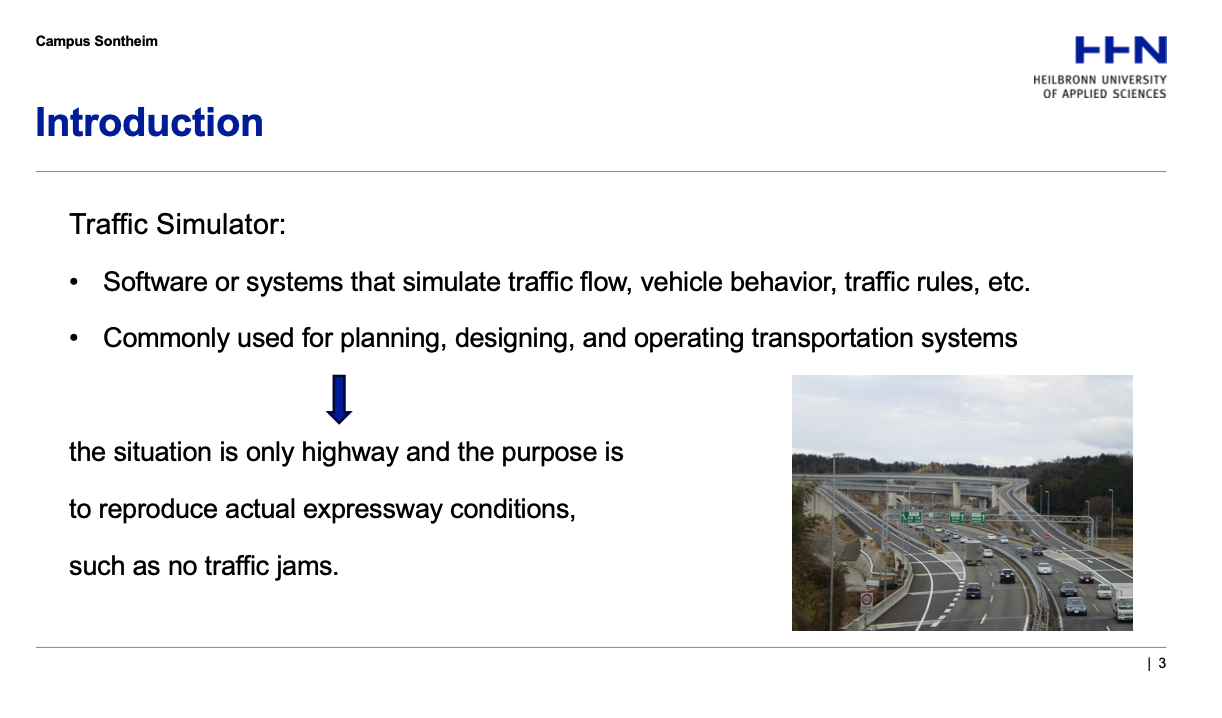 Campus Sontheim
HHN
HEILBRONN UNIVERSITY
OF APPLIED SCIENCES
Introduction
Traffic Simulator:
• Software or systems that simulate traffic flow, vehicle behavior, traffic rules, etc.
• Commonly used for planning, designing, and operating transportation systems
the situation is only highway and the purpose is
to reproduce actual expressway conditions,
such as no traffic jams.
| 3